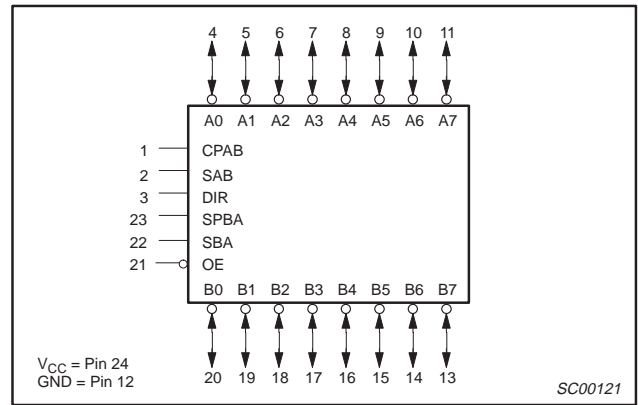 4 5 6 7 8 9 10 11
A0 A1 A2 A3 A4 A5 A6 A7
1 CPAB
2 SAB
3 DIR
23 SPBA
22 SBA
21 OE
B0 B1 B2 B3 B4 B5 B6 B7
20 19 18 17 16 15 14 13
VCC = Pin 24
GND = Pin 12
SC00121